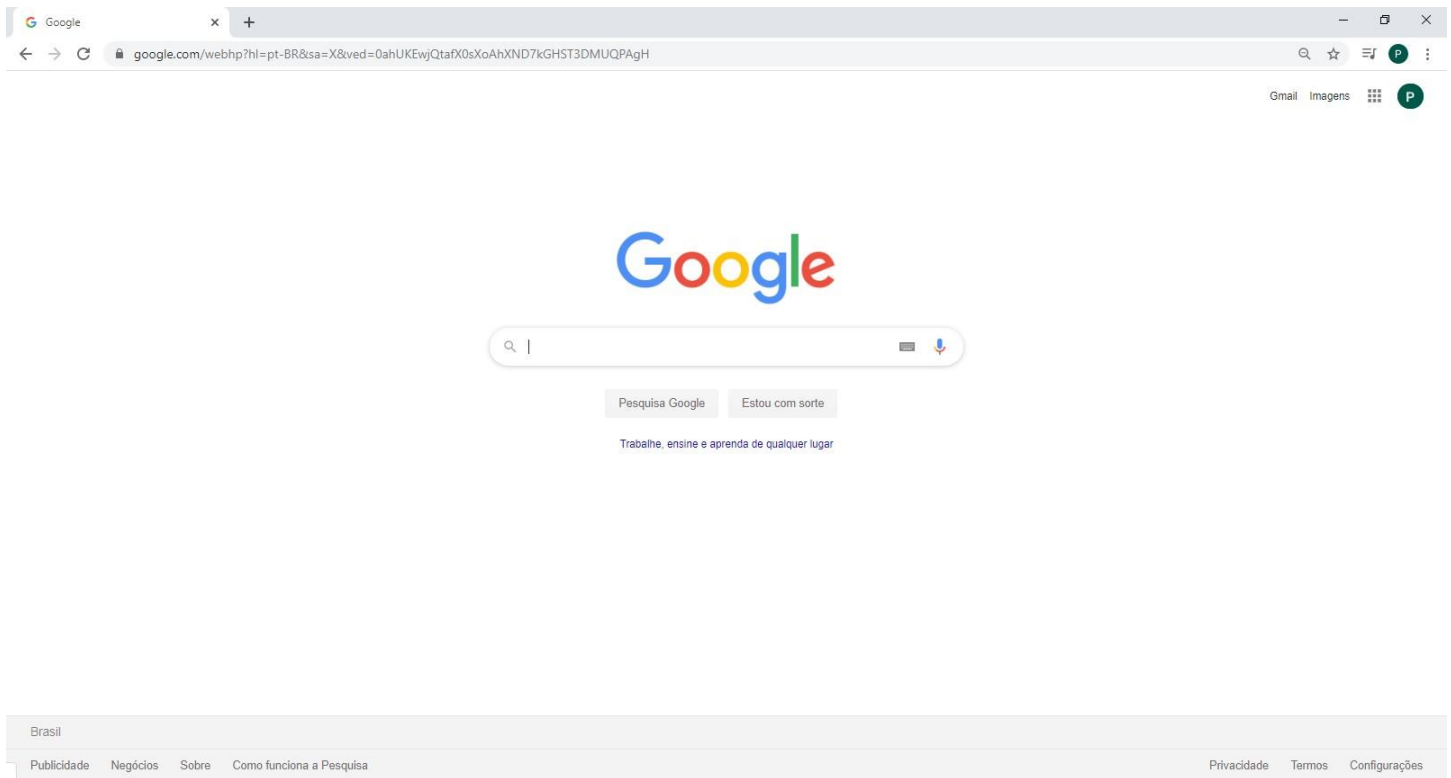 Google
google.com/webhp?hl=pt-BR&sa=X&ved=0ahUKEwjQtafX0sXoAhXND7kGHST3DMUQPAgH
P
Gmail Imagens P
Google
Pesquisa Google Estou com sorte
Trabalhe, ensine e aprenda de qualquer lugar
Brasil
Publicidade Negócios Sobre Como funciona a Pesquisa Privacidade Termos Configurações